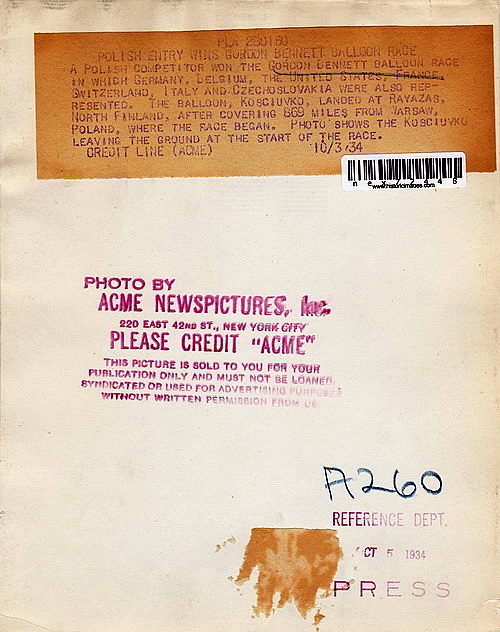 POLISH ENTRY WINS GORDON BENNETT BALLOON RACE
A POLISH COMPETITOR WON THE GORDON BENNETT BALLOON RACE
IN WHICH GERMANY, BELGIUM, THE UNITED STATES, FRANCE,
SWITZERLAND, ITALY AND CZECHOSLOVAKIA WERE ALSO REP-
RESENTED. THE BALLOON, KOSCIUVKO, LANDED AT RAYAZAS,
NORTH FINLAND, AFTER COVERING 869 MILES FROM WARSAW,
POLAND, WHERE THE RACE BEGAN. PHOTO SHOWS THE KOSCIUVKO
LEAVING THE GROUND AT THE START OF THE RACE.
CREDIT LINE (ACME) 10/3/34
www.historicimages.com
PHOTO BY
ACME NEWSPICTURES, Inc.
220 EAST 42ND ST., NEW YORK CITY
PLEASE CREDIT "ACME"
THIS PICTURE IS SOLD TO YOU FOR YOUR
PUBLICATION ONLY AND MUST NOT BE LOANED,
SYNDICATED OR USED FOR ADVERTISING PURPOSES
WITHOUT WRITTEN PERMISSION FROM US.
A260
REFERENCE DEPT.
OCT 5 1934
PRESS